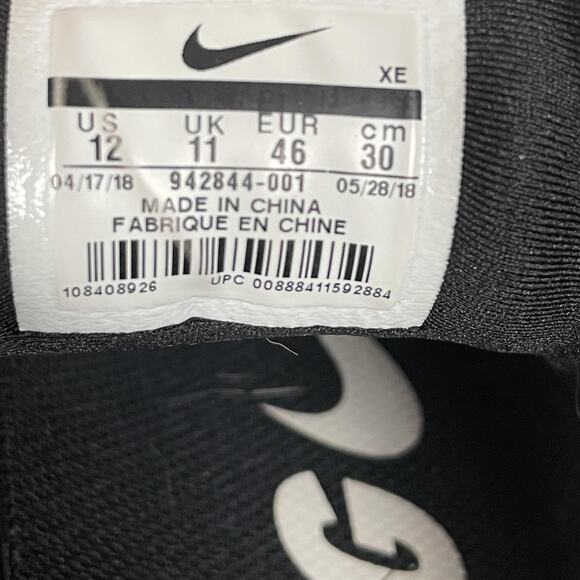 XE
US UK EUR cm
12 11 46 30
04/17/18 942844-001 05/28/18
MADE IN CHINA
FABRIQUE EN CHINE
108408926 UPC 00888411592884
G